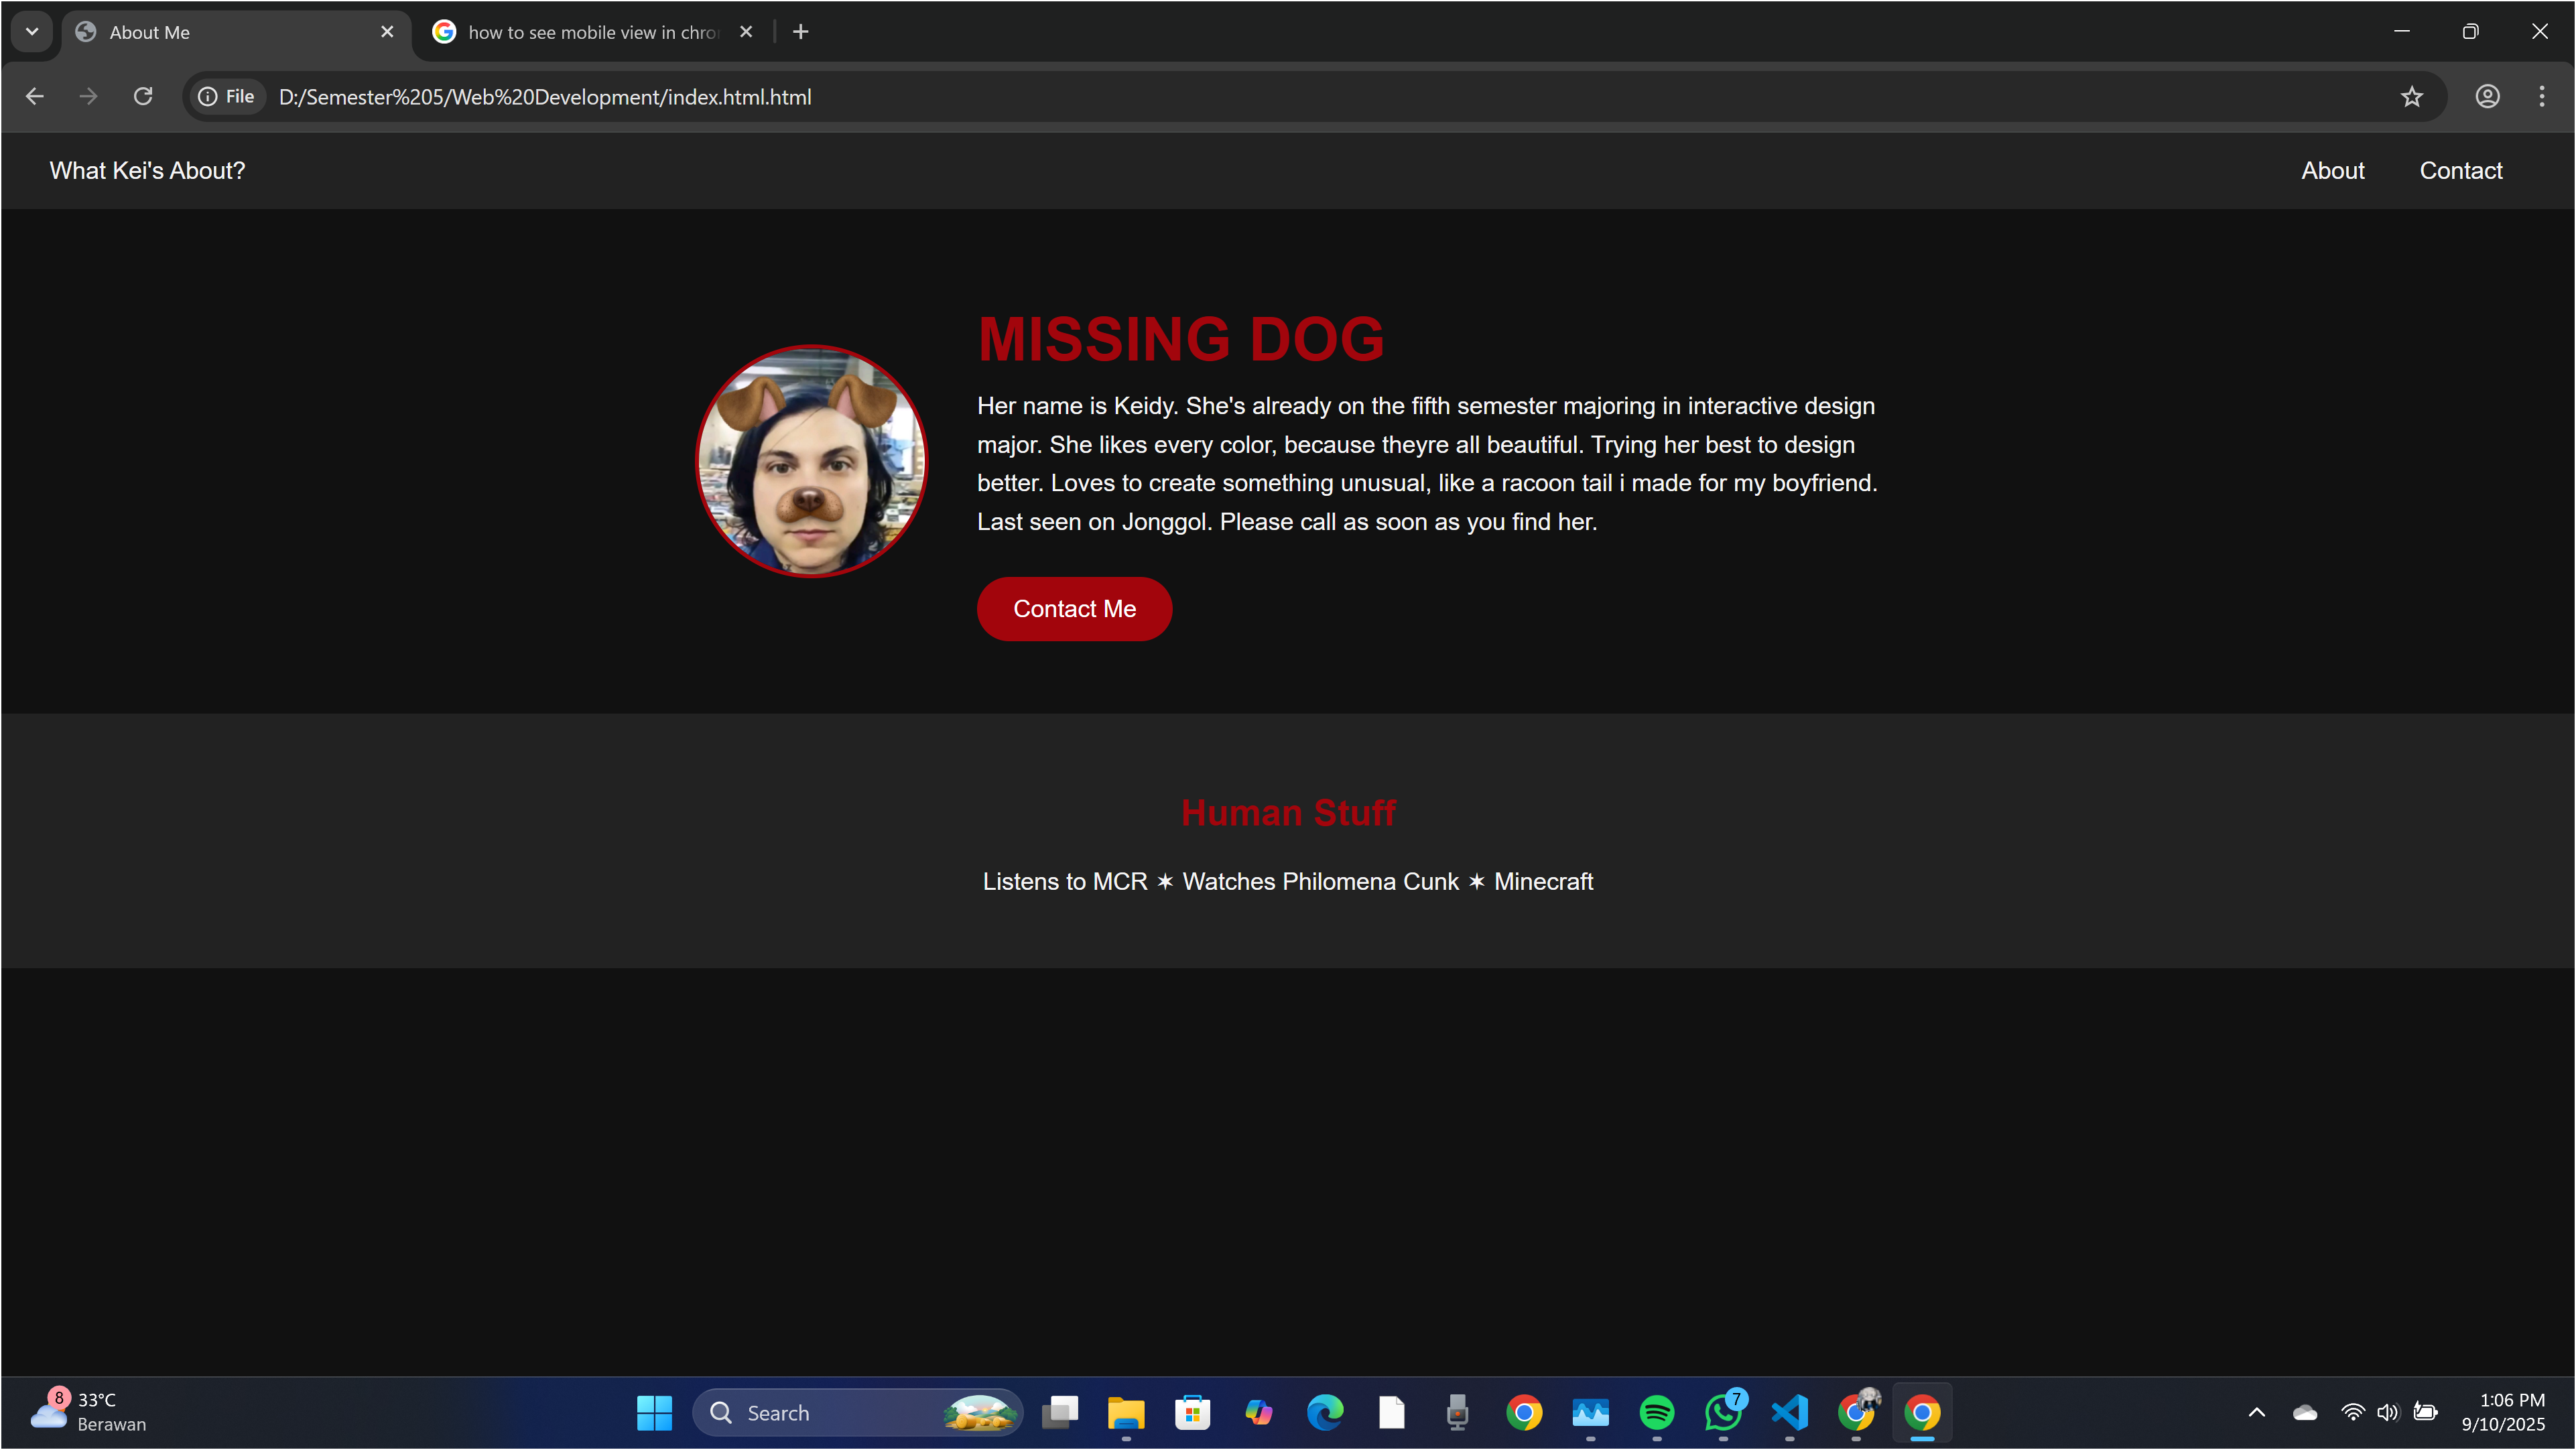 About Me
how to see mobile view in chro
File
D:/Semester%205/Web%20Development/index.html.html
What Kei's About?
About
Contact
MISSING DOG
Her name is Keidy. She's already on the fifth semester majoring in interactive design
major. She likes every color, because theyre all beautiful. Trying her best to design
better. Loves to create something unusual, like a racoon tail i made for my boyfriend.
Last seen on Jonggol. Please call as soon as you find her.
Contact Me
Human Stuff
Listens to MCR ✶ Watches Philomena Cunk ✶ Minecraft
8
33°C
Berawan
Search
7
1:06 PM
9/10/2025